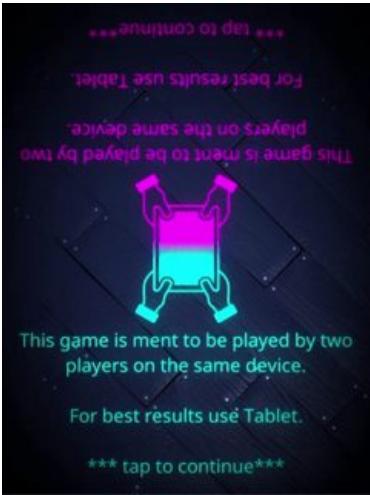 This game is ment to be played by two
players on the same device.
For best results use Tablet.
*** tap to continue***
This game is ment to be played by two
players on the same device.
For best results use Tablet.
*** tap to continue***